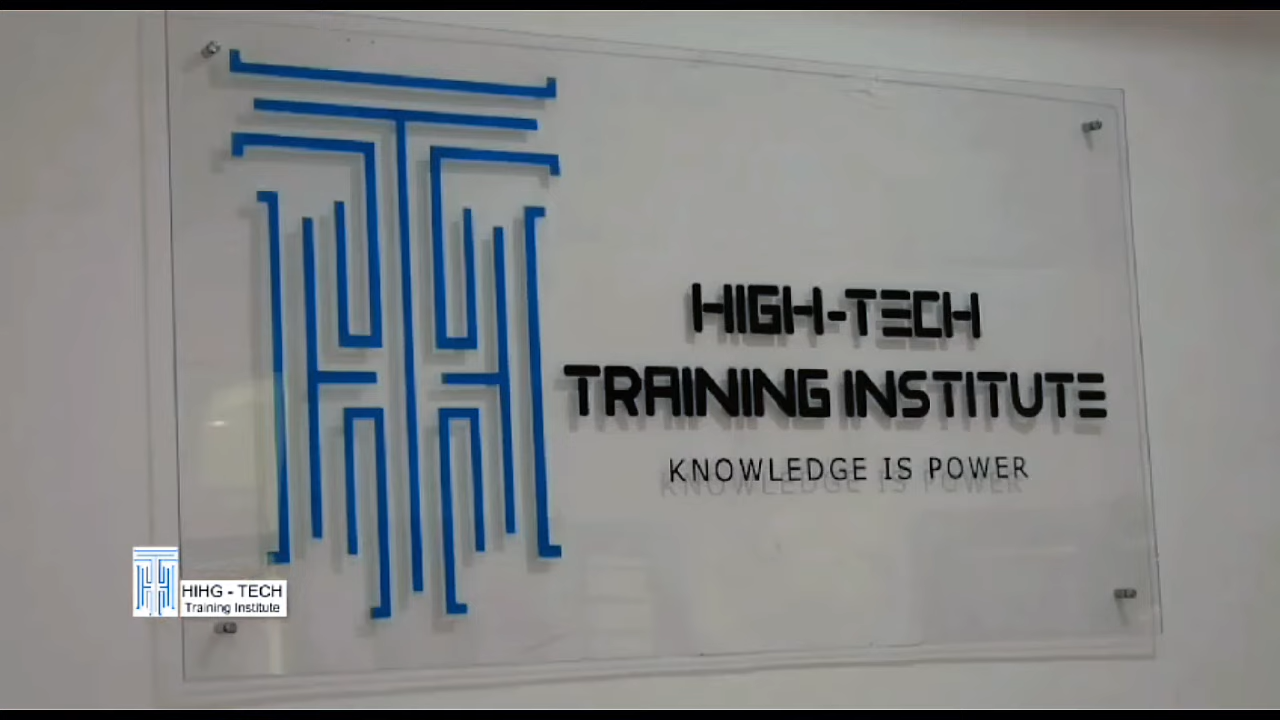 HIGH-TECH
TRAINING INSTITUTE
KNOWLEDGE IS POWER
HIHG - TECH
Training Institute